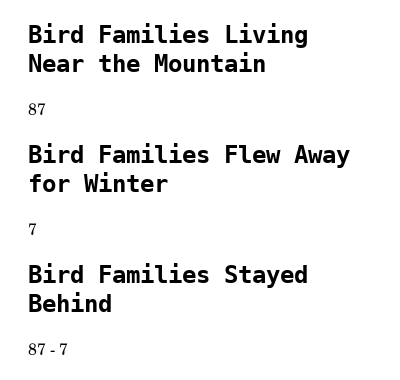 Bird Families Living
Near the Mountain
87
Bird Families Flew Away
for Winter
7
Bird Families Stayed
Behind
87 - 7